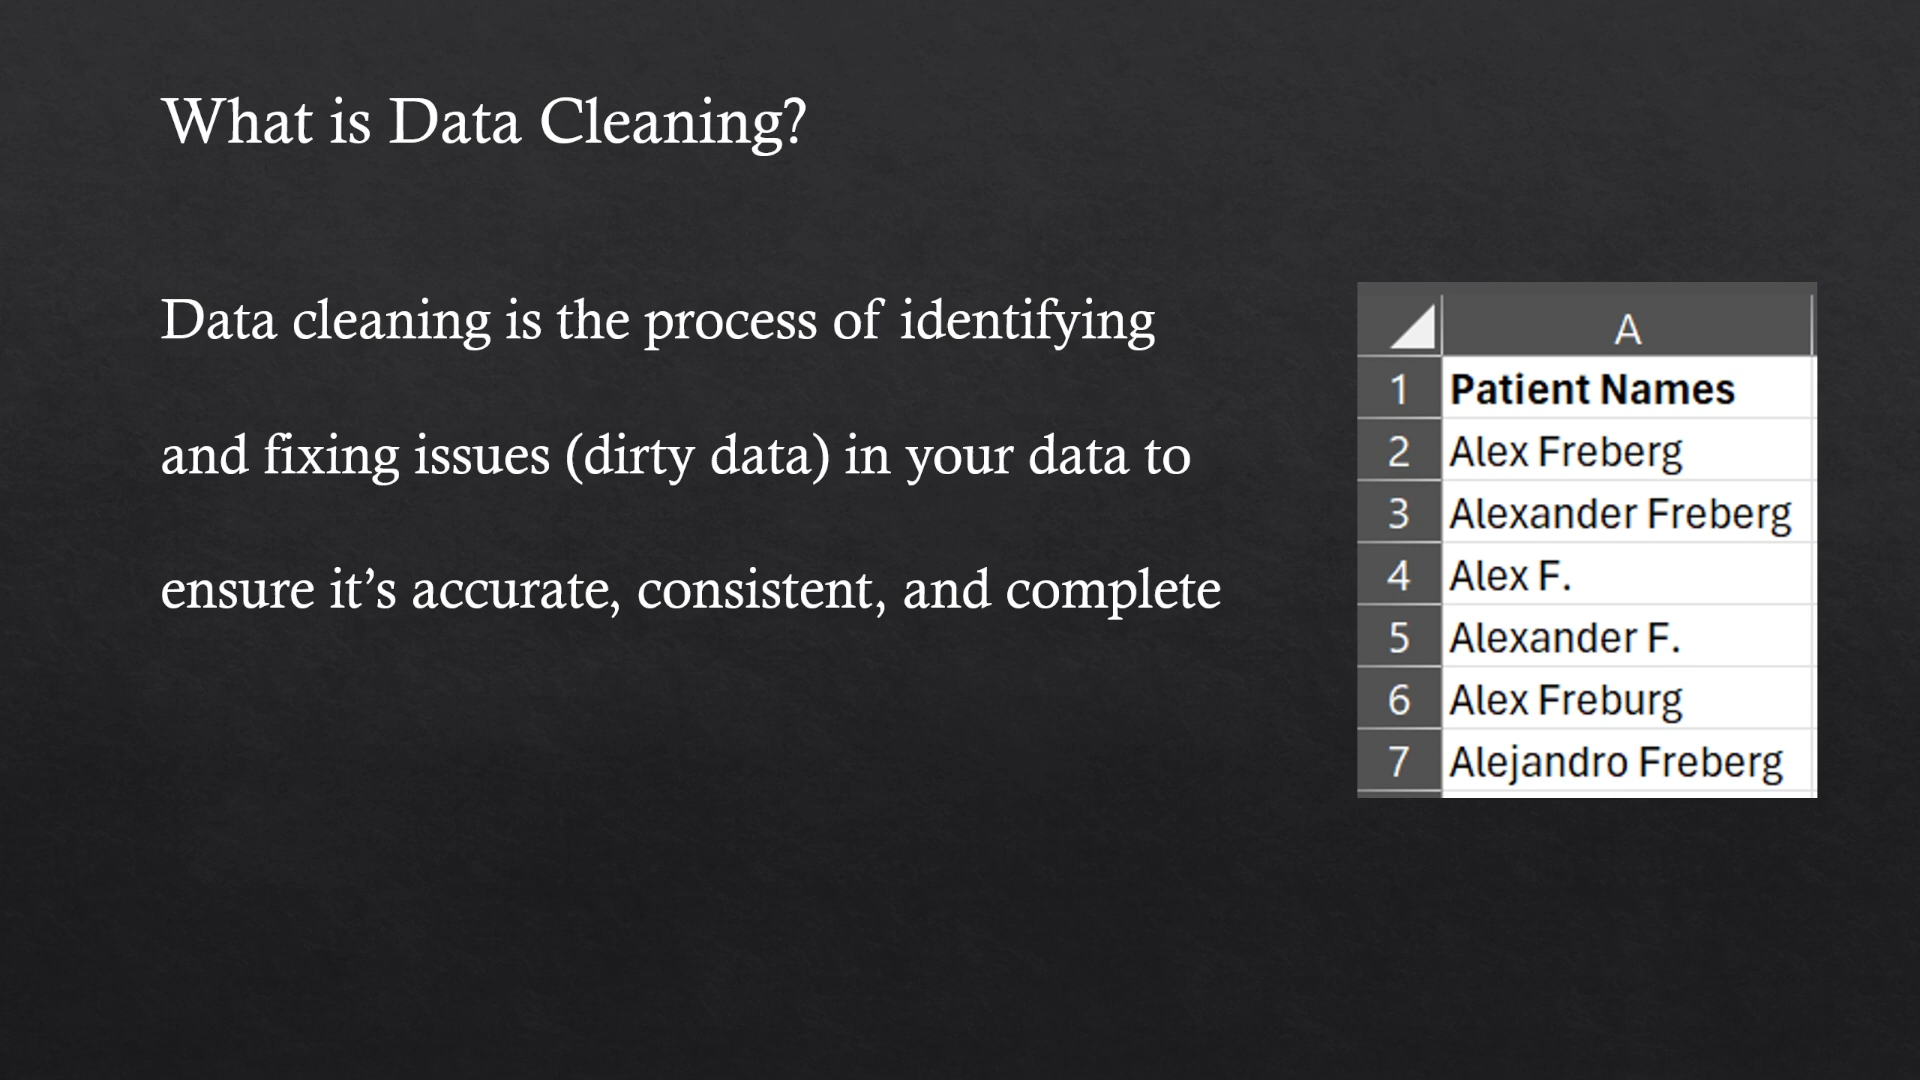 What is Data Cleaning?
Data cleaning is the process of identifying
and fixing issues (dirty data) in your data to
ensure it’s accurate, consistent, and complete
A
1 Patient Names
2 Alex Freberg
3 Alexander Freberg
4 Alex F.
5 Alexander F.
6 Alex Freburg
7 Alejandro Freberg